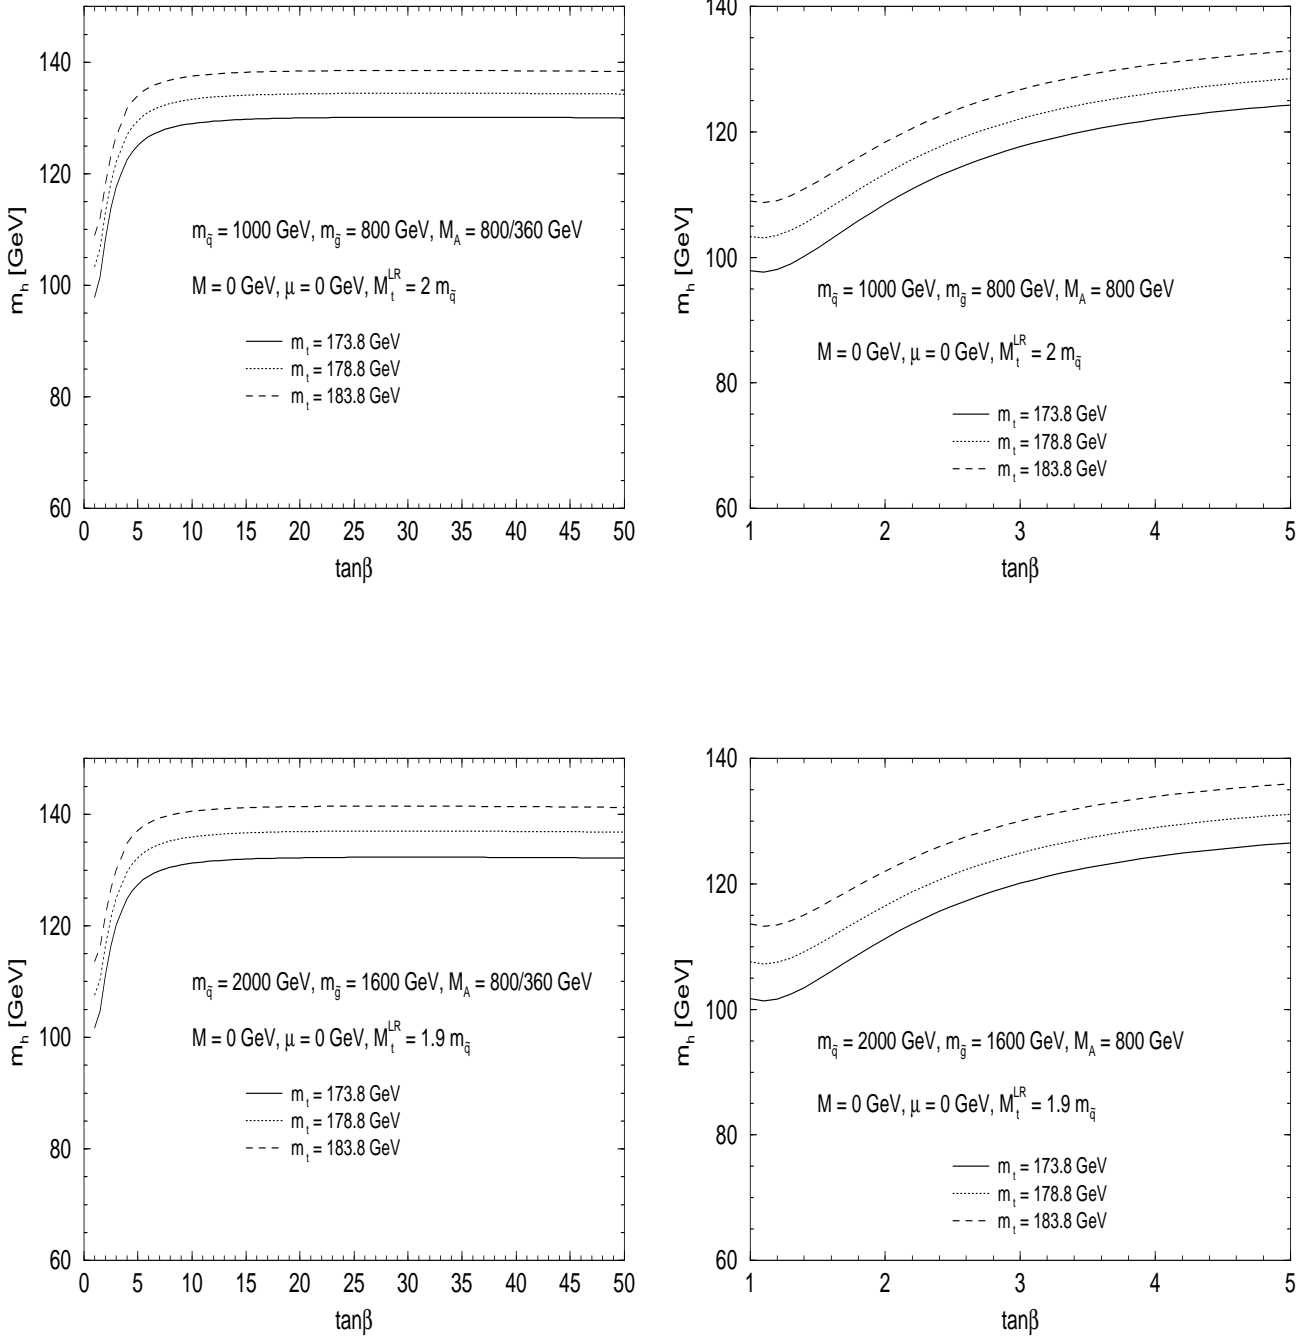 140
120
100
80
60
m_h [GeV]
m_q̃ = 1000 GeV, m_g̃ = 800 GeV, M_A = 800/360 GeV
M = 0 GeV, μ = 0 GeV, M_t^LR = 2 m_q̃
m_t = 173.8 GeV
m_t = 178.8 GeV
m_t = 183.8 GeV
0 5 10 15 20 25 30 35 40 45 50
tanβ
140
120
100
80
60
m_h [GeV]
m_q̃ = 1000 GeV, m_g̃ = 800 GeV, M_A = 800 GeV
M = 0 GeV, μ = 0 GeV, M_t^LR = 2 m_q̃
m_t = 173.8 GeV
m_t = 178.8 GeV
m_t = 183.8 GeV
1 2 3 4 5
tanβ
140
120
100
80
60
m_h [GeV]
m_q̃ = 2000 GeV, m_g̃ = 1600 GeV, M_A = 800/360 GeV
M = 0 GeV, μ = 0 GeV, M_t^LR = 1.9 m_q̃
m_t = 173.8 GeV
m_t = 178.8 GeV
m_t = 183.8 GeV
0 5 10 15 20 25 30 35 40 45 50
tanβ
140
120
100
80
60
m_h [GeV]
m_q̃ = 2000 GeV, m_g̃ = 1600 GeV, M_A = 800 GeV
M = 0 GeV, μ = 0 GeV, M_t^LR = 1.9 m_q̃
m_t = 173.8 GeV
m_t = 178.8 GeV
m_t = 183.8 GeV
1 2 3 4 5
tanβ